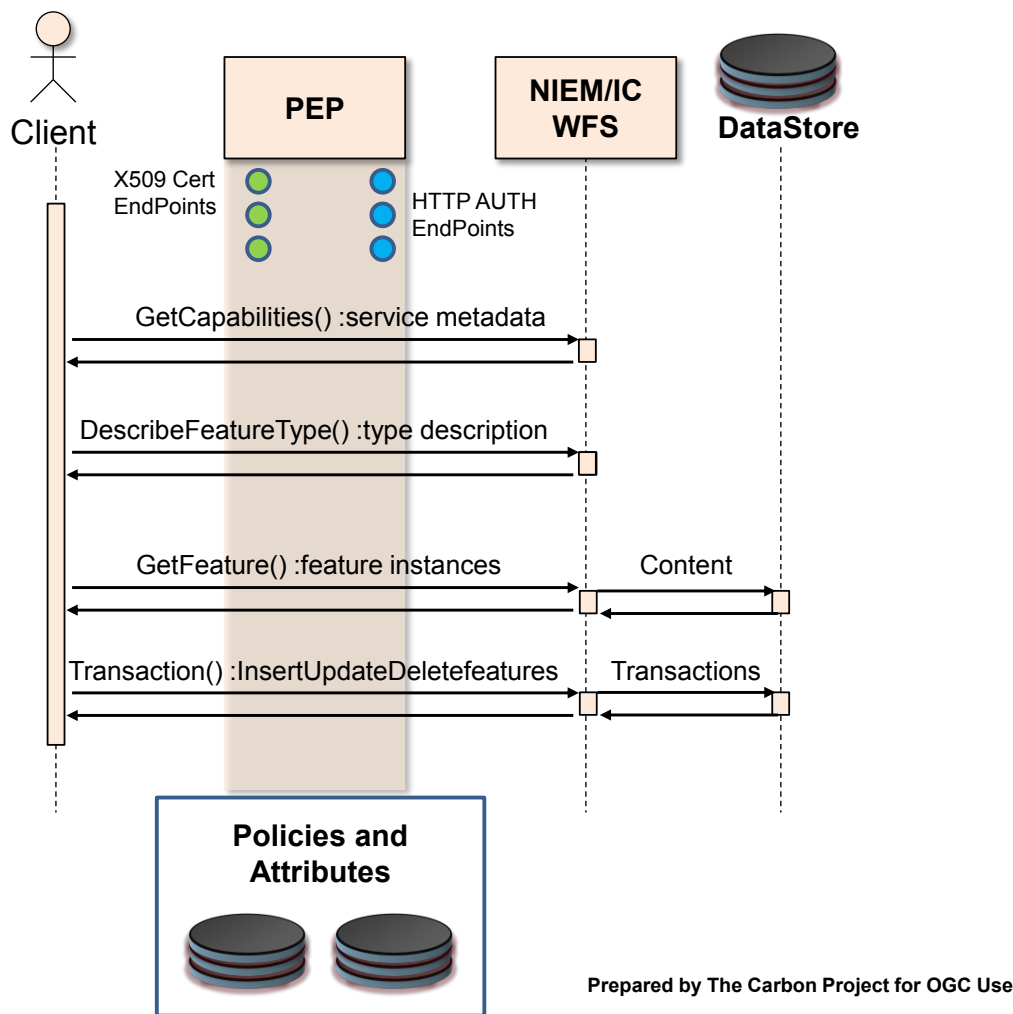 Client
PEP
NIEM/IC
WFS
DataStore
X509 Cert
EndPoints
HTTP AUTH
EndPoints
GetCapabilities() :service metadata
DescribeFeatureType() :type description
GetFeature() :feature instances
Content
Transaction() :InsertUpdateDeletefeatures
Transactions
Policies and
Attributes
Prepared by The Carbon Project for OGC Use